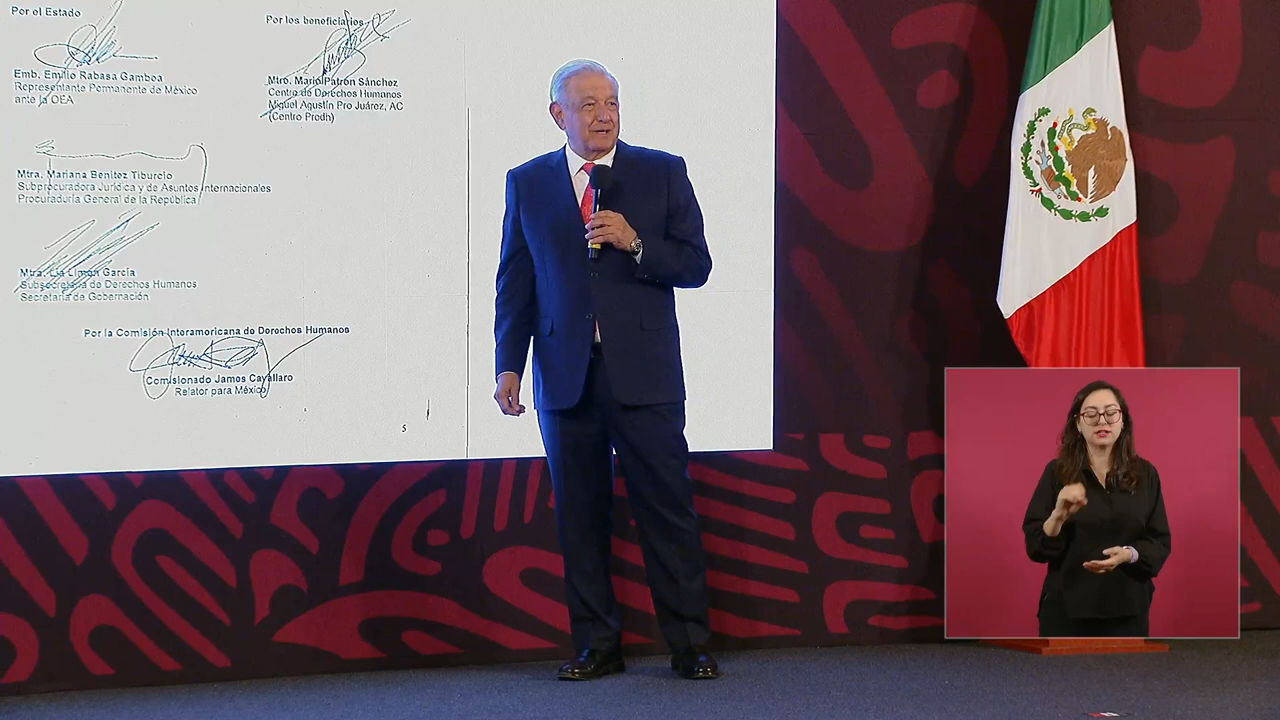 Por el Estado
Emb. Emilio Rabasa Gamboa
Representante Permanente de México
ante la OEA
Por los beneficiarios
Mtro. Mario Patrón Sánchez
Centro de Derechos Humanos
Miguel Agustín Pro Juárez, AC
(Centro Prodh)
Mtra. Mariana Benítez Tiburcio
Subprocuradora Jurídica y de Asuntos Internacionales
Procuraduría General de la República
Mtra. Lía Limón García
Subsecretaria de Derechos Humanos
Secretaría de Gobernación
Por la Comisión Interamericana de Derechos Humanos
Comisionado James Cavallaro
Relator para México
5